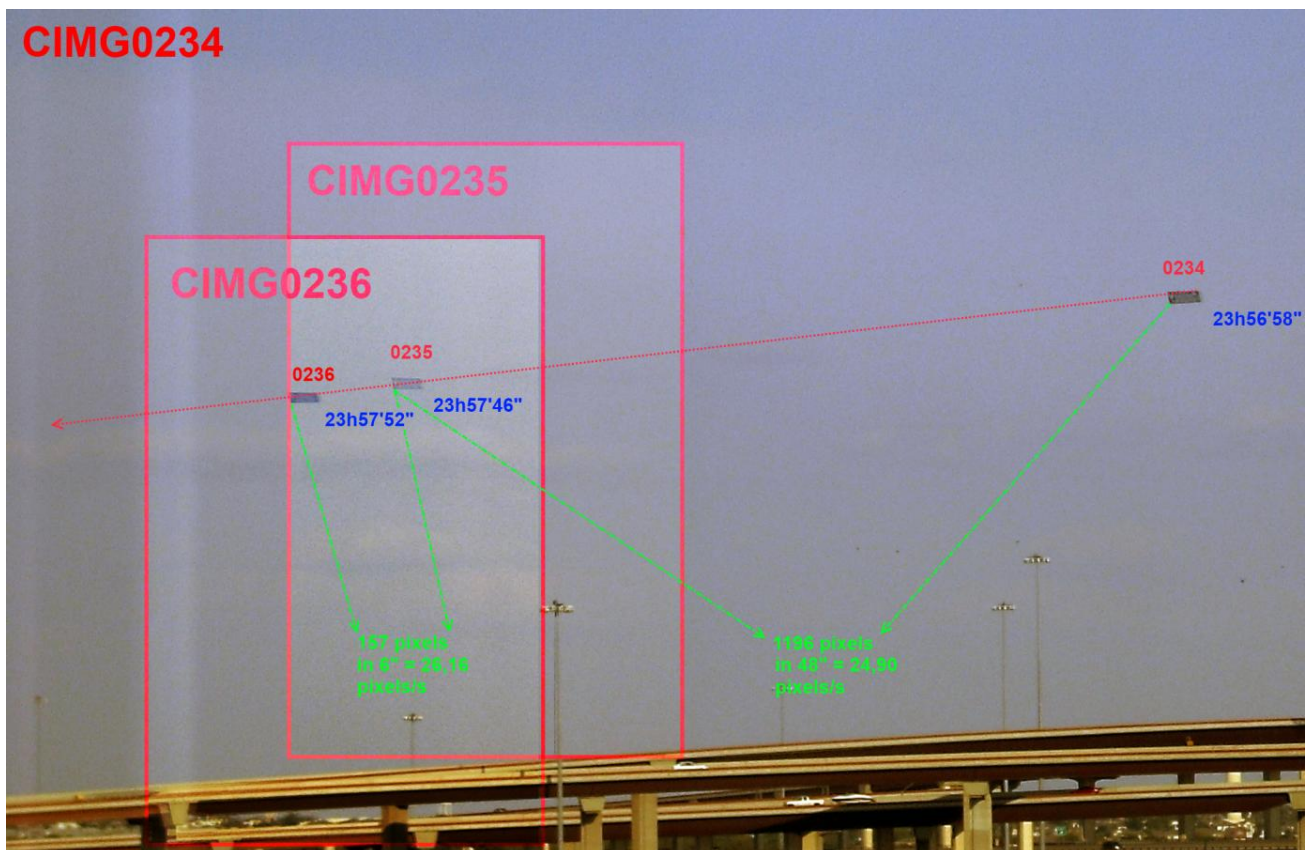 CIMG0234
CIMG0235
CIMG0236
0234
23h56'58"
0235
23h57'46"
0236
23h57'52"
157 pixels
in 6" = 26,16
pixels/s
1196 pixels
in 48" = 24,90
pixels/s